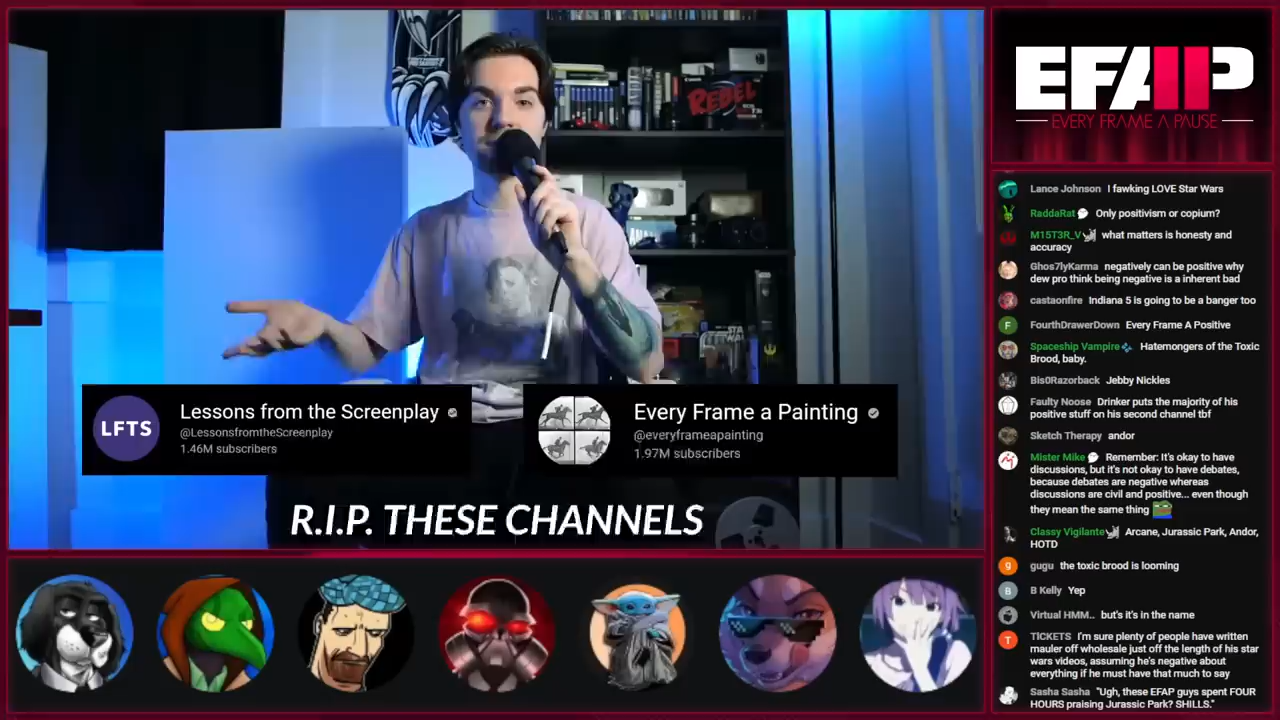 REBEL
STAR
WARS
LFTS
Lessons from the Screenplay
@LessonsfromtheScreenplay
1.46M subscribers
Every Frame a Painting
@everyframeapainting
1.97M subscribers
R.I.P. THESE CHANNELS
EFAP
EVERY FRAME A PAUSE
Lance Johnson I fawking LOVE Star Wars
RaddaRat Only positivism or copium?
M15T3R_V what matters is honesty and
accuracy
Ghos7lyKarma negatively can be positive why
dew pro think being negative is a inherent bad
castaonfire Indiana 5 is going to be a banger too
F
FourthDrawerDown Every Frame A Positive
Spaceship Vampire Hatemongers of the Toxic
Brood, baby.
Bis0Razorback Jebby Nickles
Faulty Noose Drinker puts the majority of his
positive stuff on his second channel tbf
Sketch Therapy andor
Mister Mike Remember: It's okay to have
discussions, but it's not okay to have debates,
because debates are negative whereas
discussions are civil and positive... even though
they mean the same thing
Classy Vigilante Arcane, Jurassic Park, Andor,
HOTD
g
gugu the toxic brood is looming
B
B Kelly Yep
Virtual HMM.. but's it's in the name
T
TICKETS I'm sure plenty of people have written
mauler off wholesale just off the length of his star
wars videos, assuming he's negative about
everything if he must have that much to say
Sasha Sasha "Ugh, these EFAP guys spent FOUR
HOURS praising Jurassic Park? SHILLS."